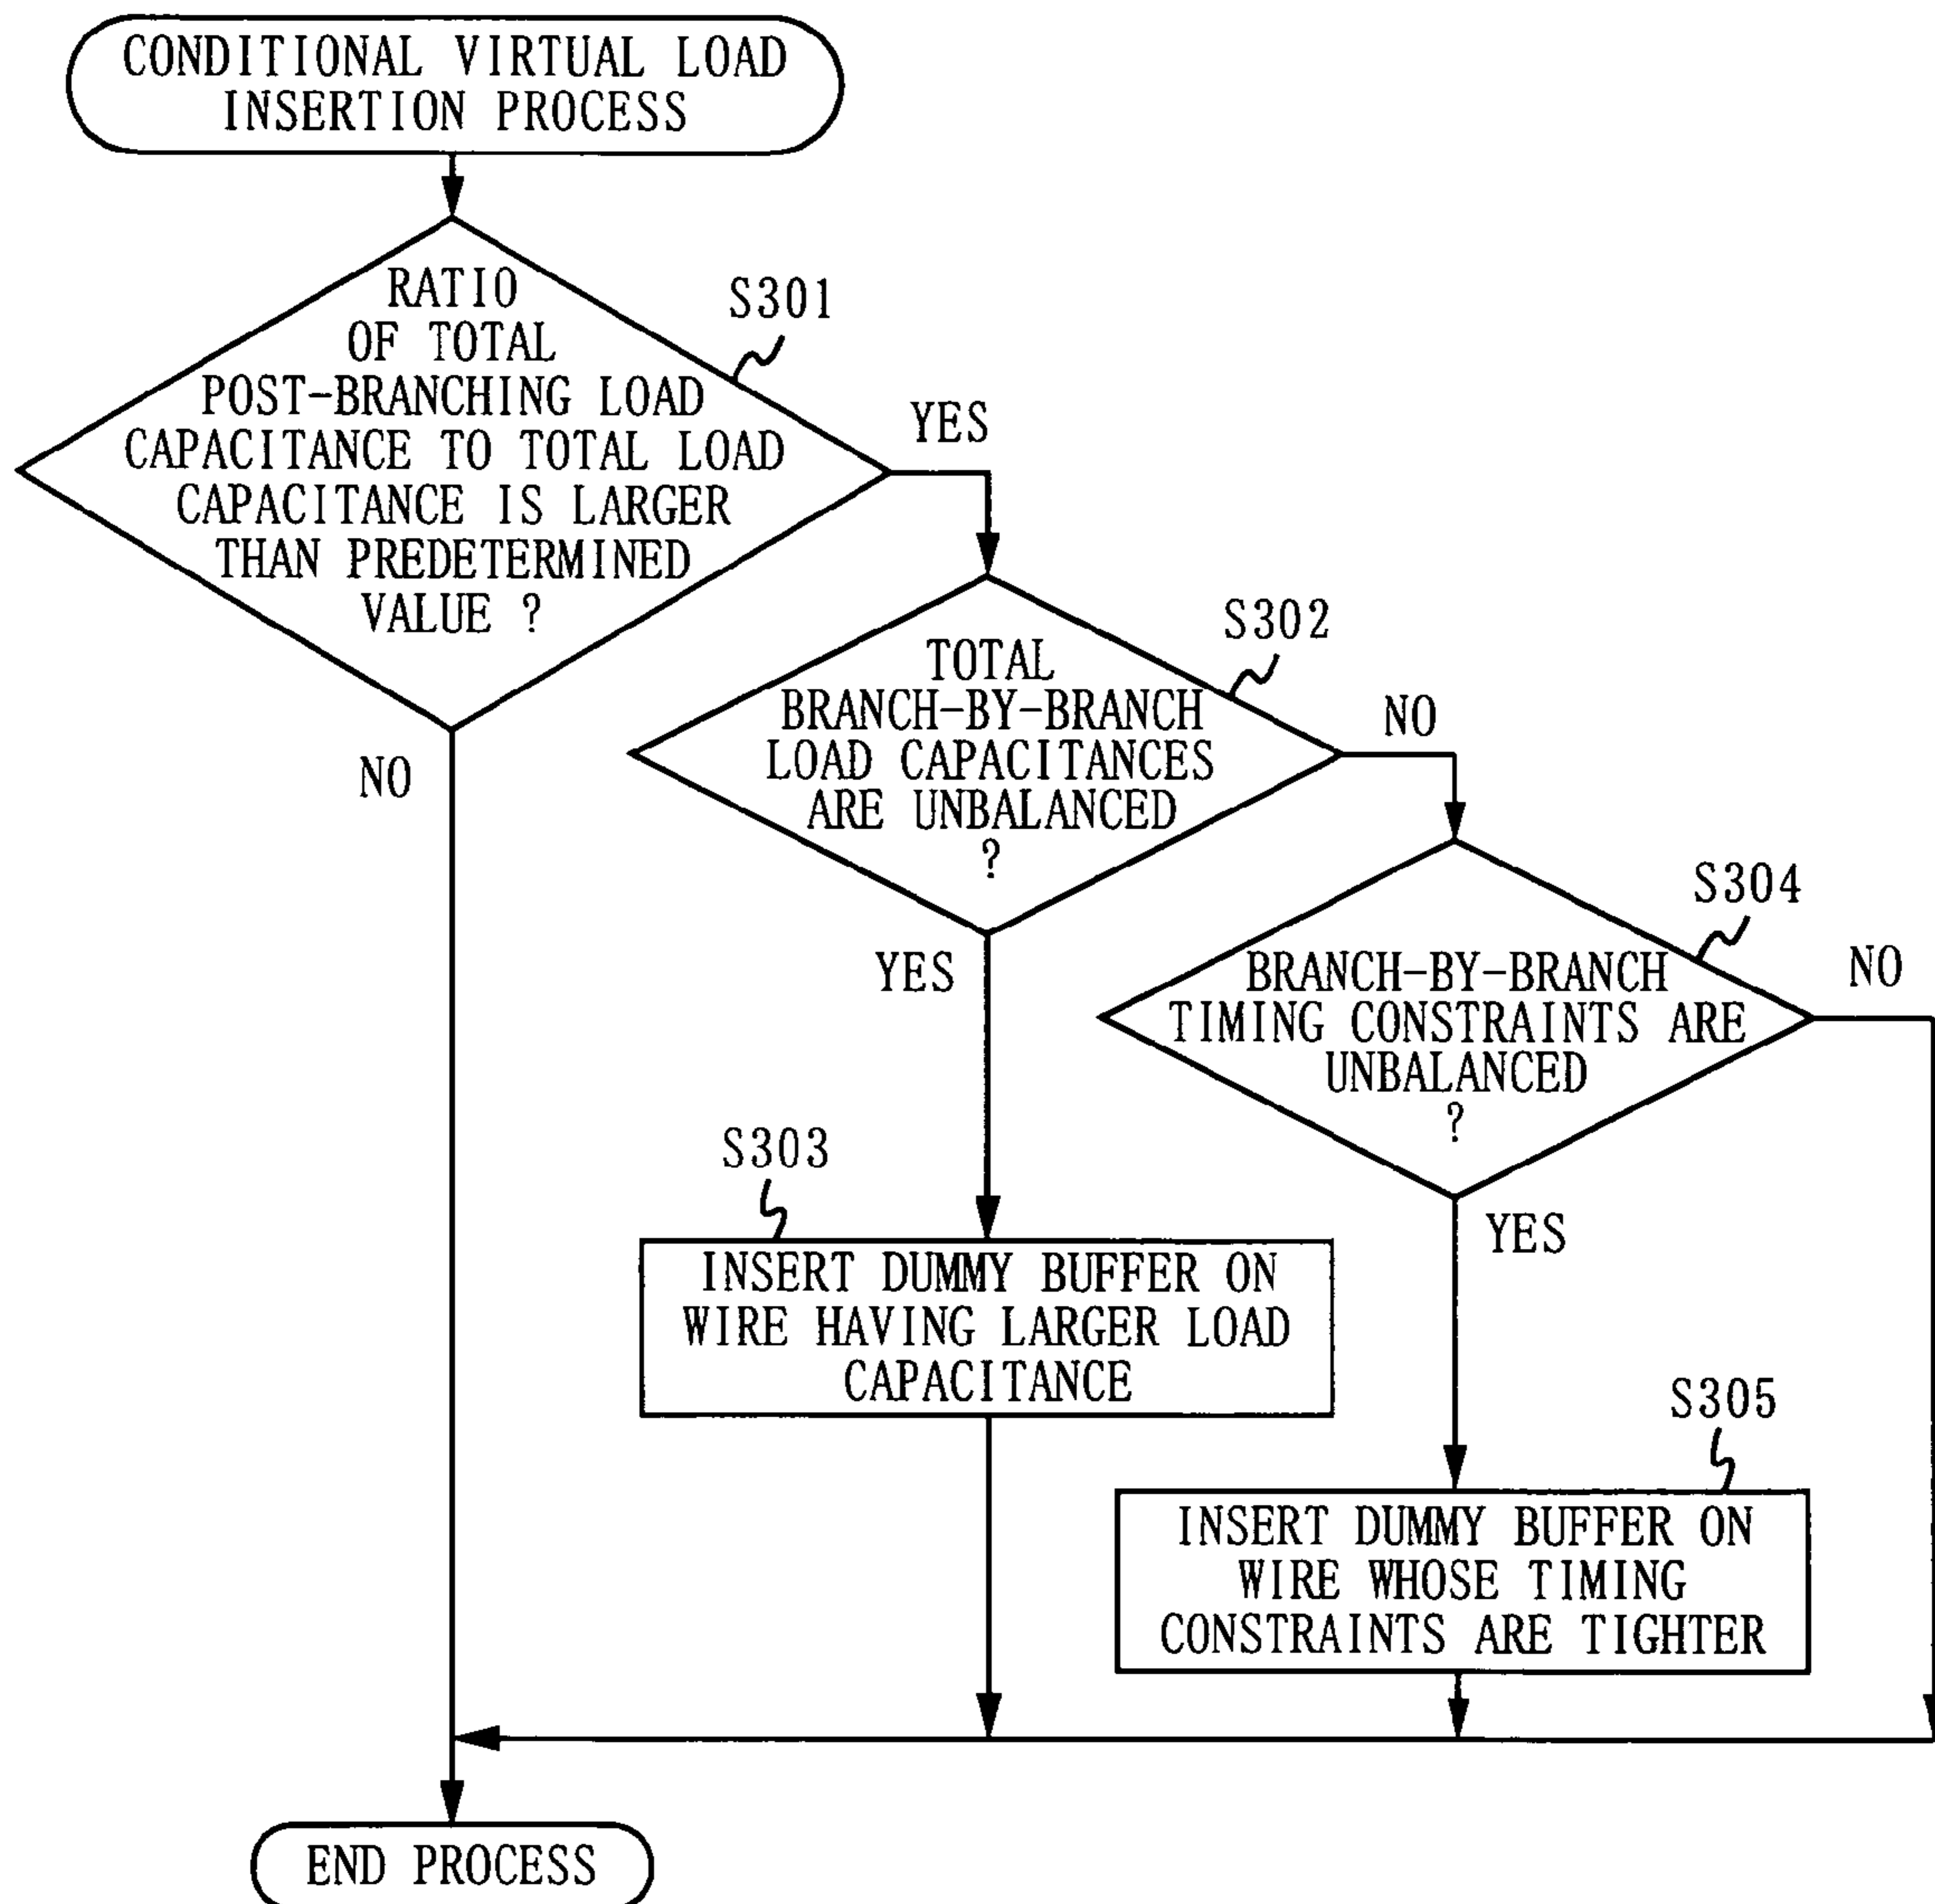 CONDITIONAL VIRTUAL LOAD
INSERTION PROCESS
RATIO
OF TOTAL
POST-BRANCHING LOAD
CAPACITANCE TO TOTAL LOAD
CAPACITANCE IS LARGER
THAN PREDETERMINED
VALUE ?
S301
YES
NO
TOTAL
BRANCH-BY-BRANCH
LOAD CAPACITANCES
ARE UNBALANCED
?
S302
NO
YES
BRANCH-BY-BRANCH
TIMING CONSTRAINTS ARE
UNBALANCED
?
S304
NO
YES
S303
INSERT DUMMY BUFFER ON
WIRE HAVING LARGER LOAD
CAPACITANCE
S305
INSERT DUMMY BUFFER ON
WIRE WHOSE TIMING
CONSTRAINTS ARE TIGHTER
END PROCESS